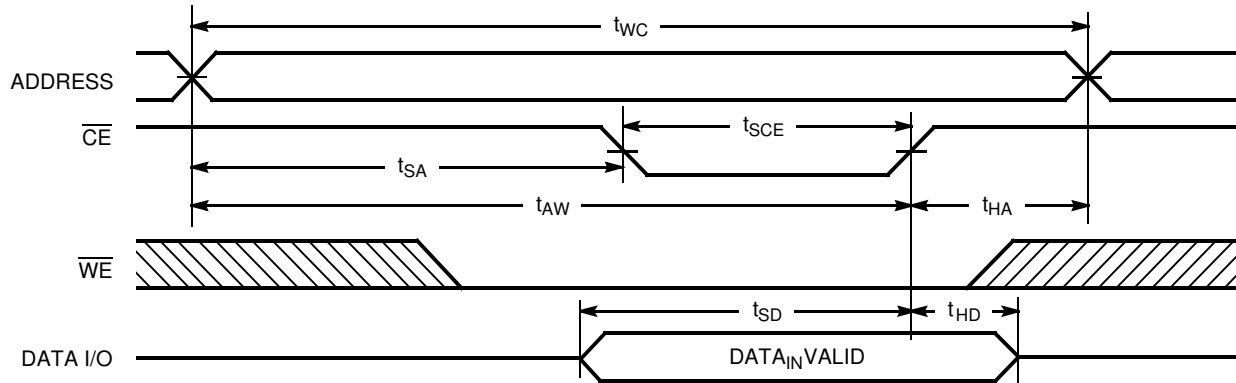 tWC
ADDRESS
CE
tSCE
tSA
tAW
tHA
WE
tSD
tHD
DATA I/O
DATAINVALID